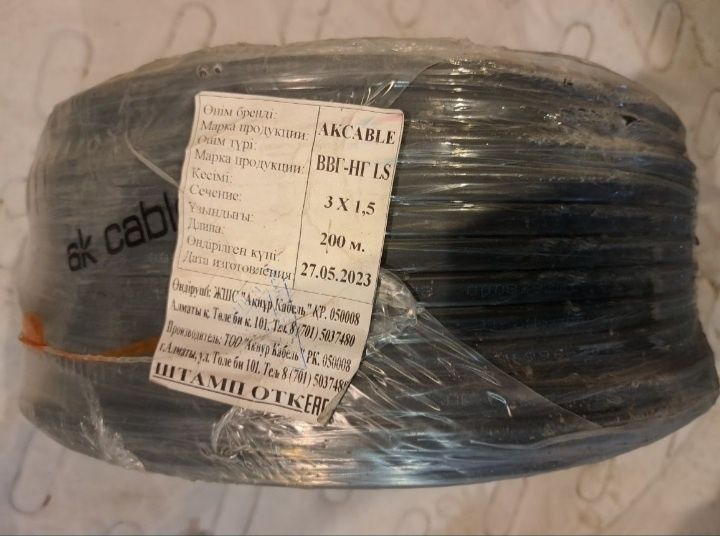 Өнім бренді:
Марка продукции: AKCABLE
Өнім түрі:
Марка продукции: ВВГ-НГ LS
Кесімі:
Сечение: 3 X 1,5
Ұзындығы:
Длина: 200 м.
Өндірілген күні:
Дата изготовления 27.05.2023
Өндіруші: ЖШС "Акнұр Кабель" ҚР. 050008
Алматы к. Төле би к. 101. Тел 8 (701) 5037480
Производитель: ТОО "Акнұр Кабель" РК. 050008
г.Алматы, ул. Толе би 101. Тел 8 (701) 5037480
ШТАМП ОТК ЕАС
ak cable